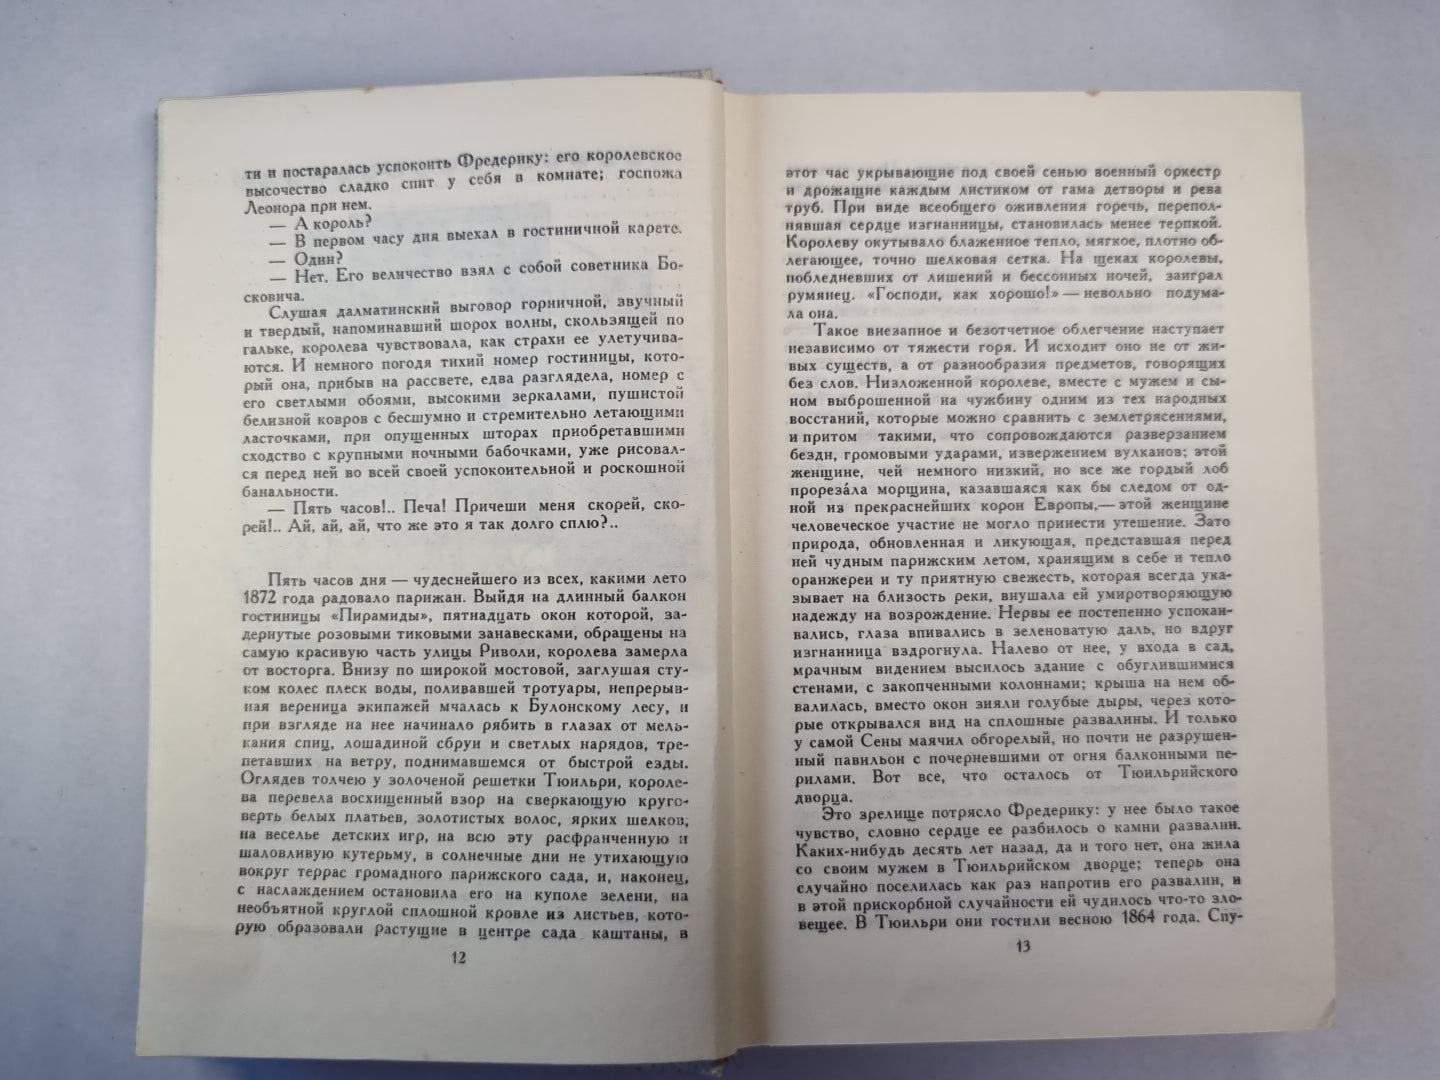 ти и постаралась успокоить Фредерику: его королевское
высочество сладко спит у себя в комнате; госпожа
Леонора при нем.
— А король?
— В первом часу дня выехал в гостиничной карете.
— Один?
— Нет. Его величество взял с собой советника Бо-
сковича.
Слушая далматинский выговор горничной, звучный
и твердый, напоминавший шорох волны, скользящей по
гальке, королева чувствовала, как страхи ее улетучива-
ются. И немного погодя тихий номер гостиницы, кото-
рый она, прибыв на рассвете, едва разглядела, номер с
его светлыми обоями, высокими зеркалами, пушистой
белизной ковров с бесшумно и стремительно летающими
ласточками, при опущенных шторах приобретавшими
сходство с крупными ночными бабочками, уже рисовал-
ся перед ней во всей своей успокоительной и роскошной
банальности.
— Пять часов!.. Печа! Причеши меня скорей, ско-
рей!.. Ай, ай, ай, что же это я так долго сплю?..
Пять часов дня — чудеснейшего из всех, какими лето
1872 года радовало парижан. Выйдя на длинный балкон
гостиницы «Пирамиды», пятнадцать окон которой, за-
дернутые розовыми тиковыми занавесками, обращены на
самую красивую часть улицы Риволи, королева замерла
от восторга. Внизу по широкой мостовой, заглушая сту-
ком колес плеск воды, поливавшей тротуары, непрерыв-
ная вереница экипажей мчалась к Булонскому лесу, и
при взгляде на нее начинало рябить в глазах от мель-
кания спиц, лошадиной сбруи и светлых нарядов, тре-
петавших на ветру, поднимавшемся от быстрой езды.
Оглядев толчею у золоченой решетки Тюильри, короле-
ва перевела восхищенный взор на сверкающую круго-
верть белых платьев, золотистых волос, ярких шелков,
на веселье детских игр, на всю эту расфранченную и
шаловливую кутерьму, в солнечные дни не утихающую
вокруг террас громадного парижского сада, и, наконец,
с наслаждением остановила его на куполе зелени, на
необъятной круглой сплошной кровле из листьев, кото-
рую образовали растущие в центре сада каштаны, в
12
этот час укрывающие под своей сенью военный оркестр
и дрожащие каждым листиком от гама детворы и рева
труб. При виде всеобщего оживления горечь, перепол-
нявшая сердце изгнанницы, становилась менее терпкой.
Королеву окутывало блаженное тепло, мягкое, плотно об-
легающее, точно шелковая сетка. На щеках королевы,
побледневших от лишений и бессонных ночей, заиграл
румянец. «Господи, как хорошо!» — невольно подума-
ла она.
Такое внезапное и безотчетное облегчение наступает
независимо от тяжести горя. И исходит оно не от жи-
вых существ, а от разнообразия предметов, говорящих
без слов. Низложенной королеве, вместе с мужем и сы-
ном выброшенной на чужбину одним из тех народных
восстаний, которые можно сравнить с землетрясениями,
и притом такими, что сопровождаются разверзанием
бездн, громовыми ударами, извержением вулканов; этой
женщине, чей немного низкий, но все же гордый лоб
прореза́ла морщина, казавшаяся как бы следом от од-
ной из прекраснейших корон Европы,— этой женщине
человеческое участие не могло принести утешение. Зато
природа, обновленная и ликующая, представшая перед
ней чудным парижским летом, хранящим в себе и тепло
оранжереи и ту приятную свежесть, которая всегда ука-
зывает на близость реки, внушала ей умиротворяющую
надежду на возрождение. Нервы ее постепенно успокаи-
вались, глаза впивались в зеленоватую даль, но вдруг
изгнанница вздрогнула. Налево от нее, у входа в сад,
мрачным видением высилось здание с обуглившимися
стенами, с закопченными колоннами; крыша на нем об-
валилась, вместо окон зияли голубые дыры, через кото-
рые открывался вид на сплошные развалины. И только
у самой Сены маячил обгорелый, но почти не разрушен-
ный павильон с почерневшими от огня балконными пе-
рилами. Вот все, что осталось от Тюильрийского
дворца.
Это зрелище потрясло Фредерику: у нее было такое
чувство, словно сердце ее разбилось о камни развалин.
Каких-нибудь десять лет назад, да и того нет, она жила
со своим мужем в Тюильрийском дворце; теперь она
случайно поселилась как раз напротив его развалин, и
в этой прискорбной случайности ей чудилось что-то зло-
вещее. В Тюильри они гостили весною 1864 года. Спу-
13